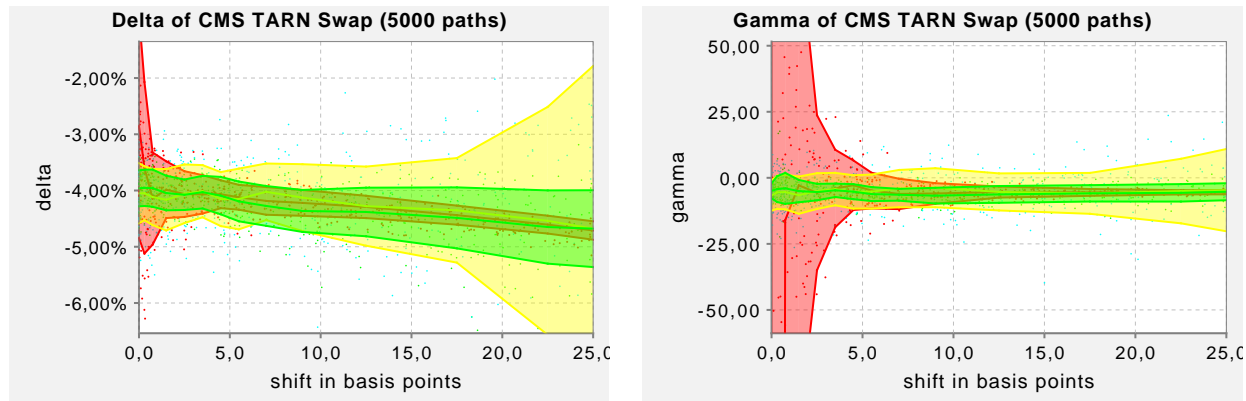 Delta of CMS TARN Swap (5000 paths)
-2,00%
-3,00%
-4,00%
-5,00%
-6,00%
delta
0,0 5,0 10,0 15,0 20,0 25,0
shift in basis points
Gamma of CMS TARN Swap (5000 paths)
50,00
25,00
0,00
-25,00
-50,00
gamma
0,0 5,0 10,0 15,0 20,0 25,0
shift in basis points